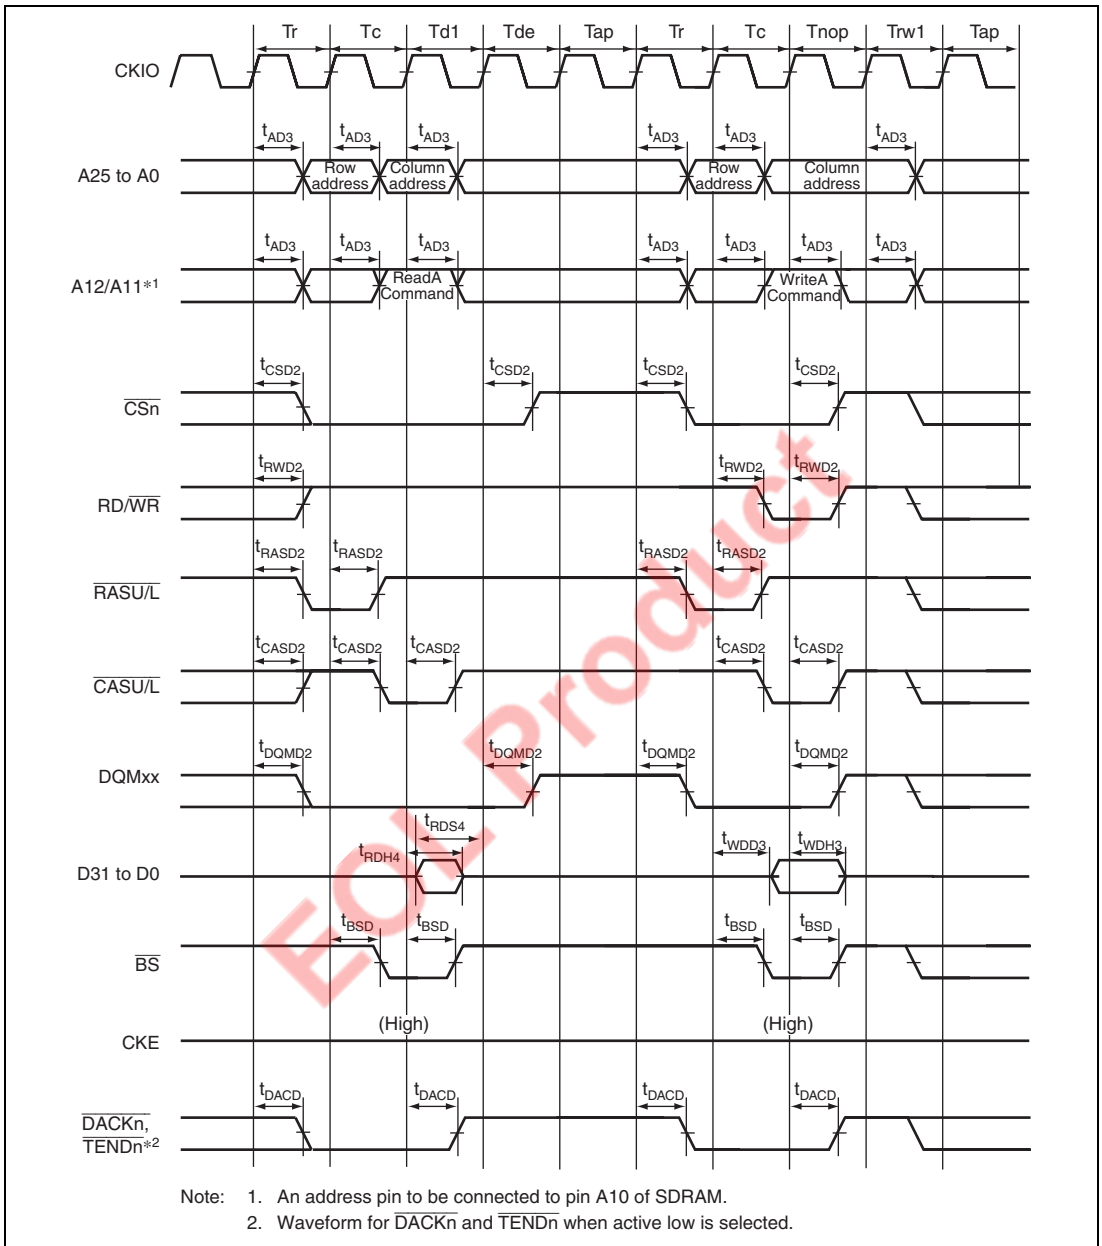 Tr Tc Td1 Tde Tap Tr Tc Tnop Trw1 Tap
CKIO
tAD3 tAD3 tAD3 tAD3 tAD3 tAD3
A25 to A0
Row address Column address Row address Column address
tAD3 tAD3 tAD3 tAD3 tAD3 tAD3 tAD3
A12/A11*1
ReadA Command WriteA Command
tCSD2 tCSD2 tCSD2 tCSD2
CSn
tRWD2 tRWD2 tRWD2
RD/WR
tRASD2 tRASD2 tRASD2 tRASD2
RASU/L
tCASD2 tCASD2 tCASD2 tCASD2 tCASD2
CASU/L
tDQMD2 tDQMD2 tDQMD2 tDQMD2
DQMxx
tRDS4
tRDH4 tWDD3 tWDH3
D31 to D0
tBSD tBSD tBSD tBSD
BS
(High) (High)
CKE
tDACD tDACD tDACD tDACD
DACKn,
TENDn*2
EOL Product
Note: 1. An address pin to be connected to pin A10 of SDRAM.
2. Waveform for DACKn and TENDn when active low is selected.